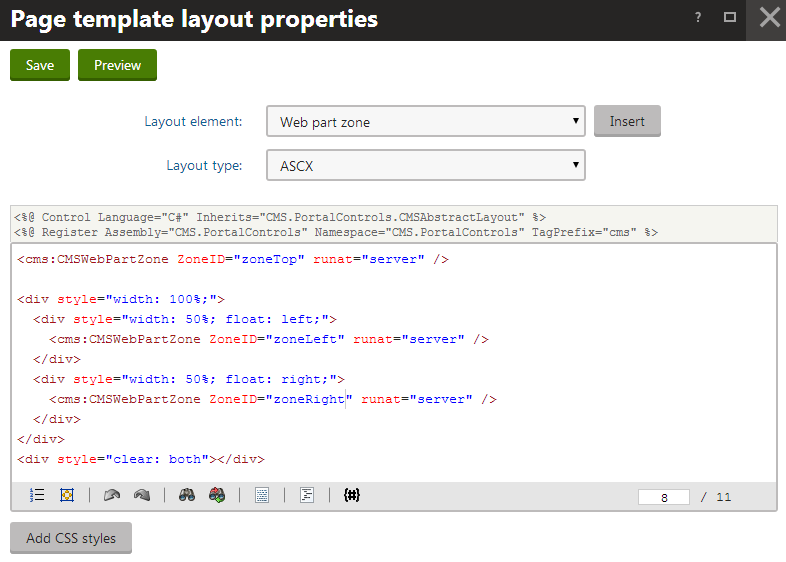 Page template layout properties ?
Save Preview
Layout element: Web part zone Insert
Layout type: ASCX
<%@ Control Language="C#" Inherits="CMS.PortalControls.CMSAbstractLayout" %>
<%@ Register Assembly="CMS.PortalControls" Namespace="CMS.PortalControls" TagPrefix="cms" %>
<cms:CMSWebPartZone ZoneID="zoneTop" runat="server" />
<div style="width: 100%;">
<div style="width: 50%; float: left;">
<cms:CMSWebPartZone ZoneID="zoneLeft" runat="server" />
</div>
<div style="width: 50%; float: right;">
<cms:CMSWebPartZone ZoneID="zoneRight" runat="server" />
</div>
</div>
<div style="clear: both"></div>
{#} 8 / 11
Add CSS styles